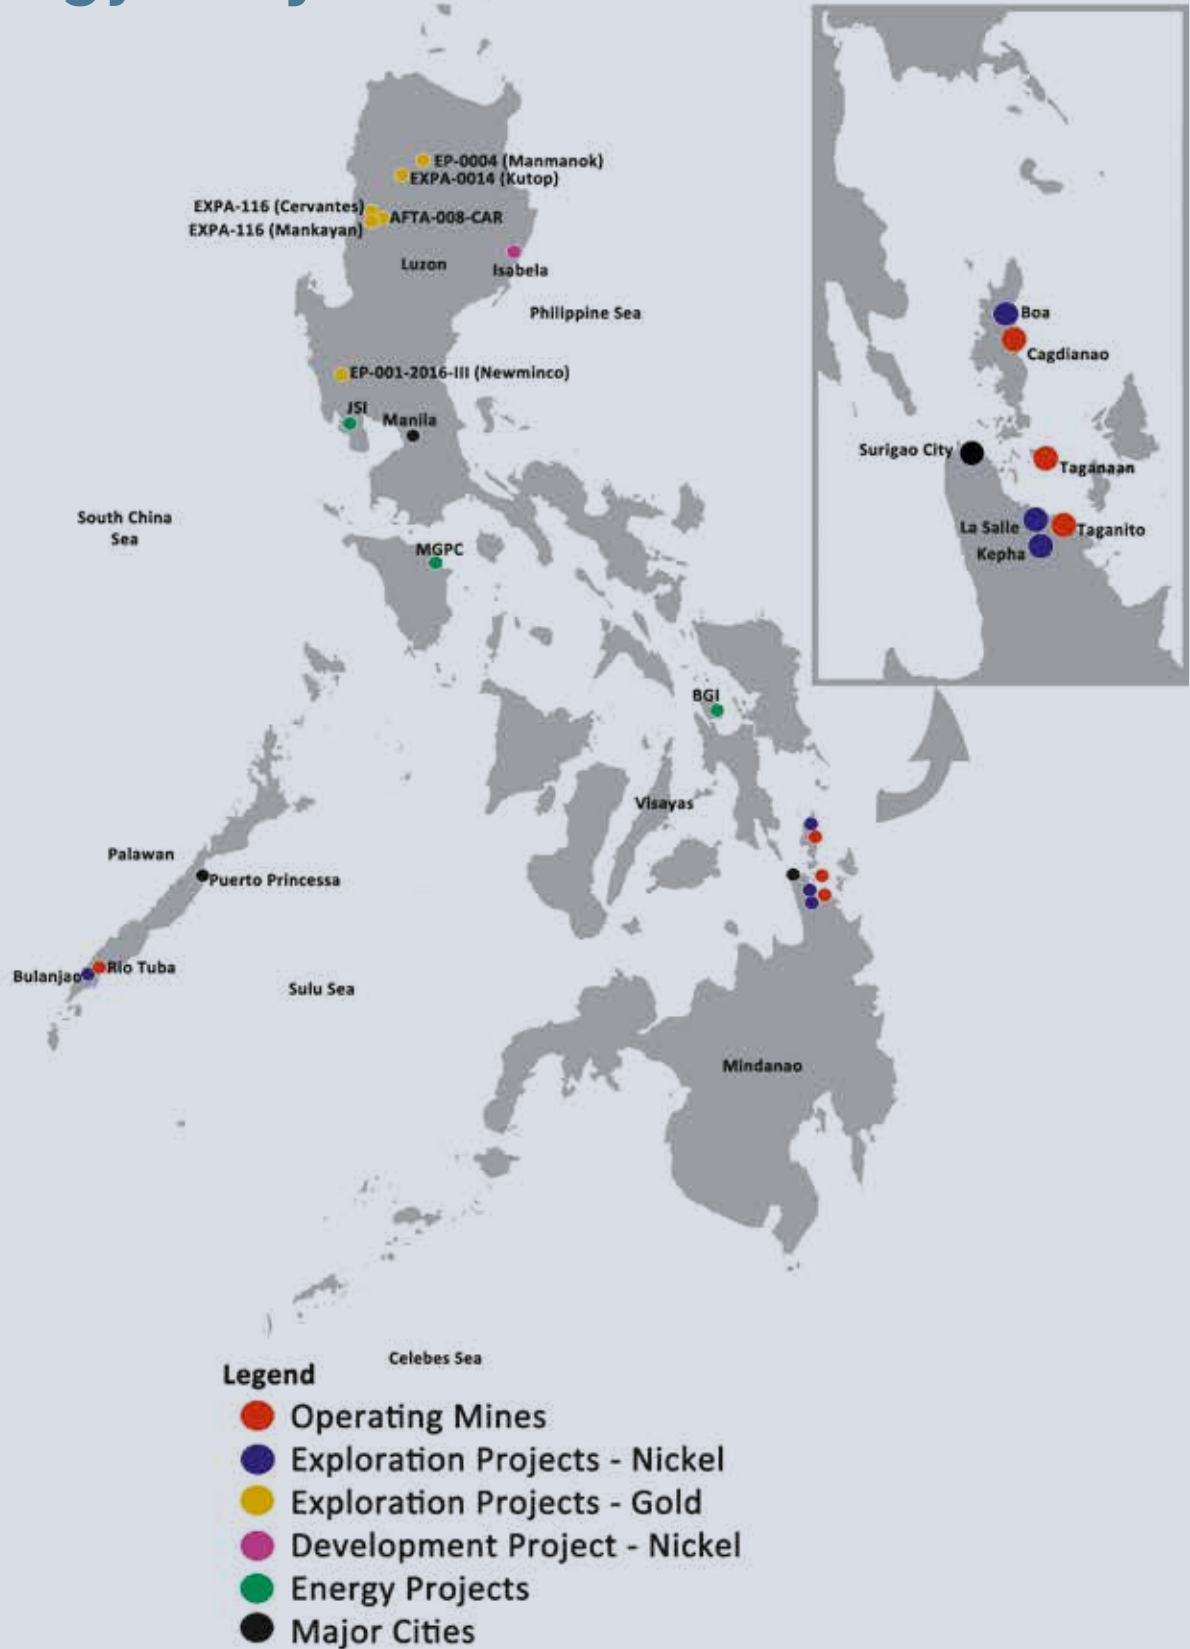 EP-0004 (Manmanok)
EXPA-0014 (Kutop)
EXPA-116 (Cervantes)
AFTA-008-CAR
EXPA-116 (Mankayan)
Luzon
Isabela
Philippine Sea
EP-001-2016-III (Newminco)
JSI
Manila
South China
Sea
MGPC
BGI
Visayas
Palawan
Puerto Princessa
Bulanjao
Rio Tuba
Sulu Sea
Mindanao
Celebes Sea
Boa
Cagdianao
Surigao City
Taganaan
La Salle
Taganito
Kepha
Legend
Operating Mines
Exploration Projects - Nickel
Exploration Projects - Gold
Development Project - Nickel
Energy Projects
Major Cities